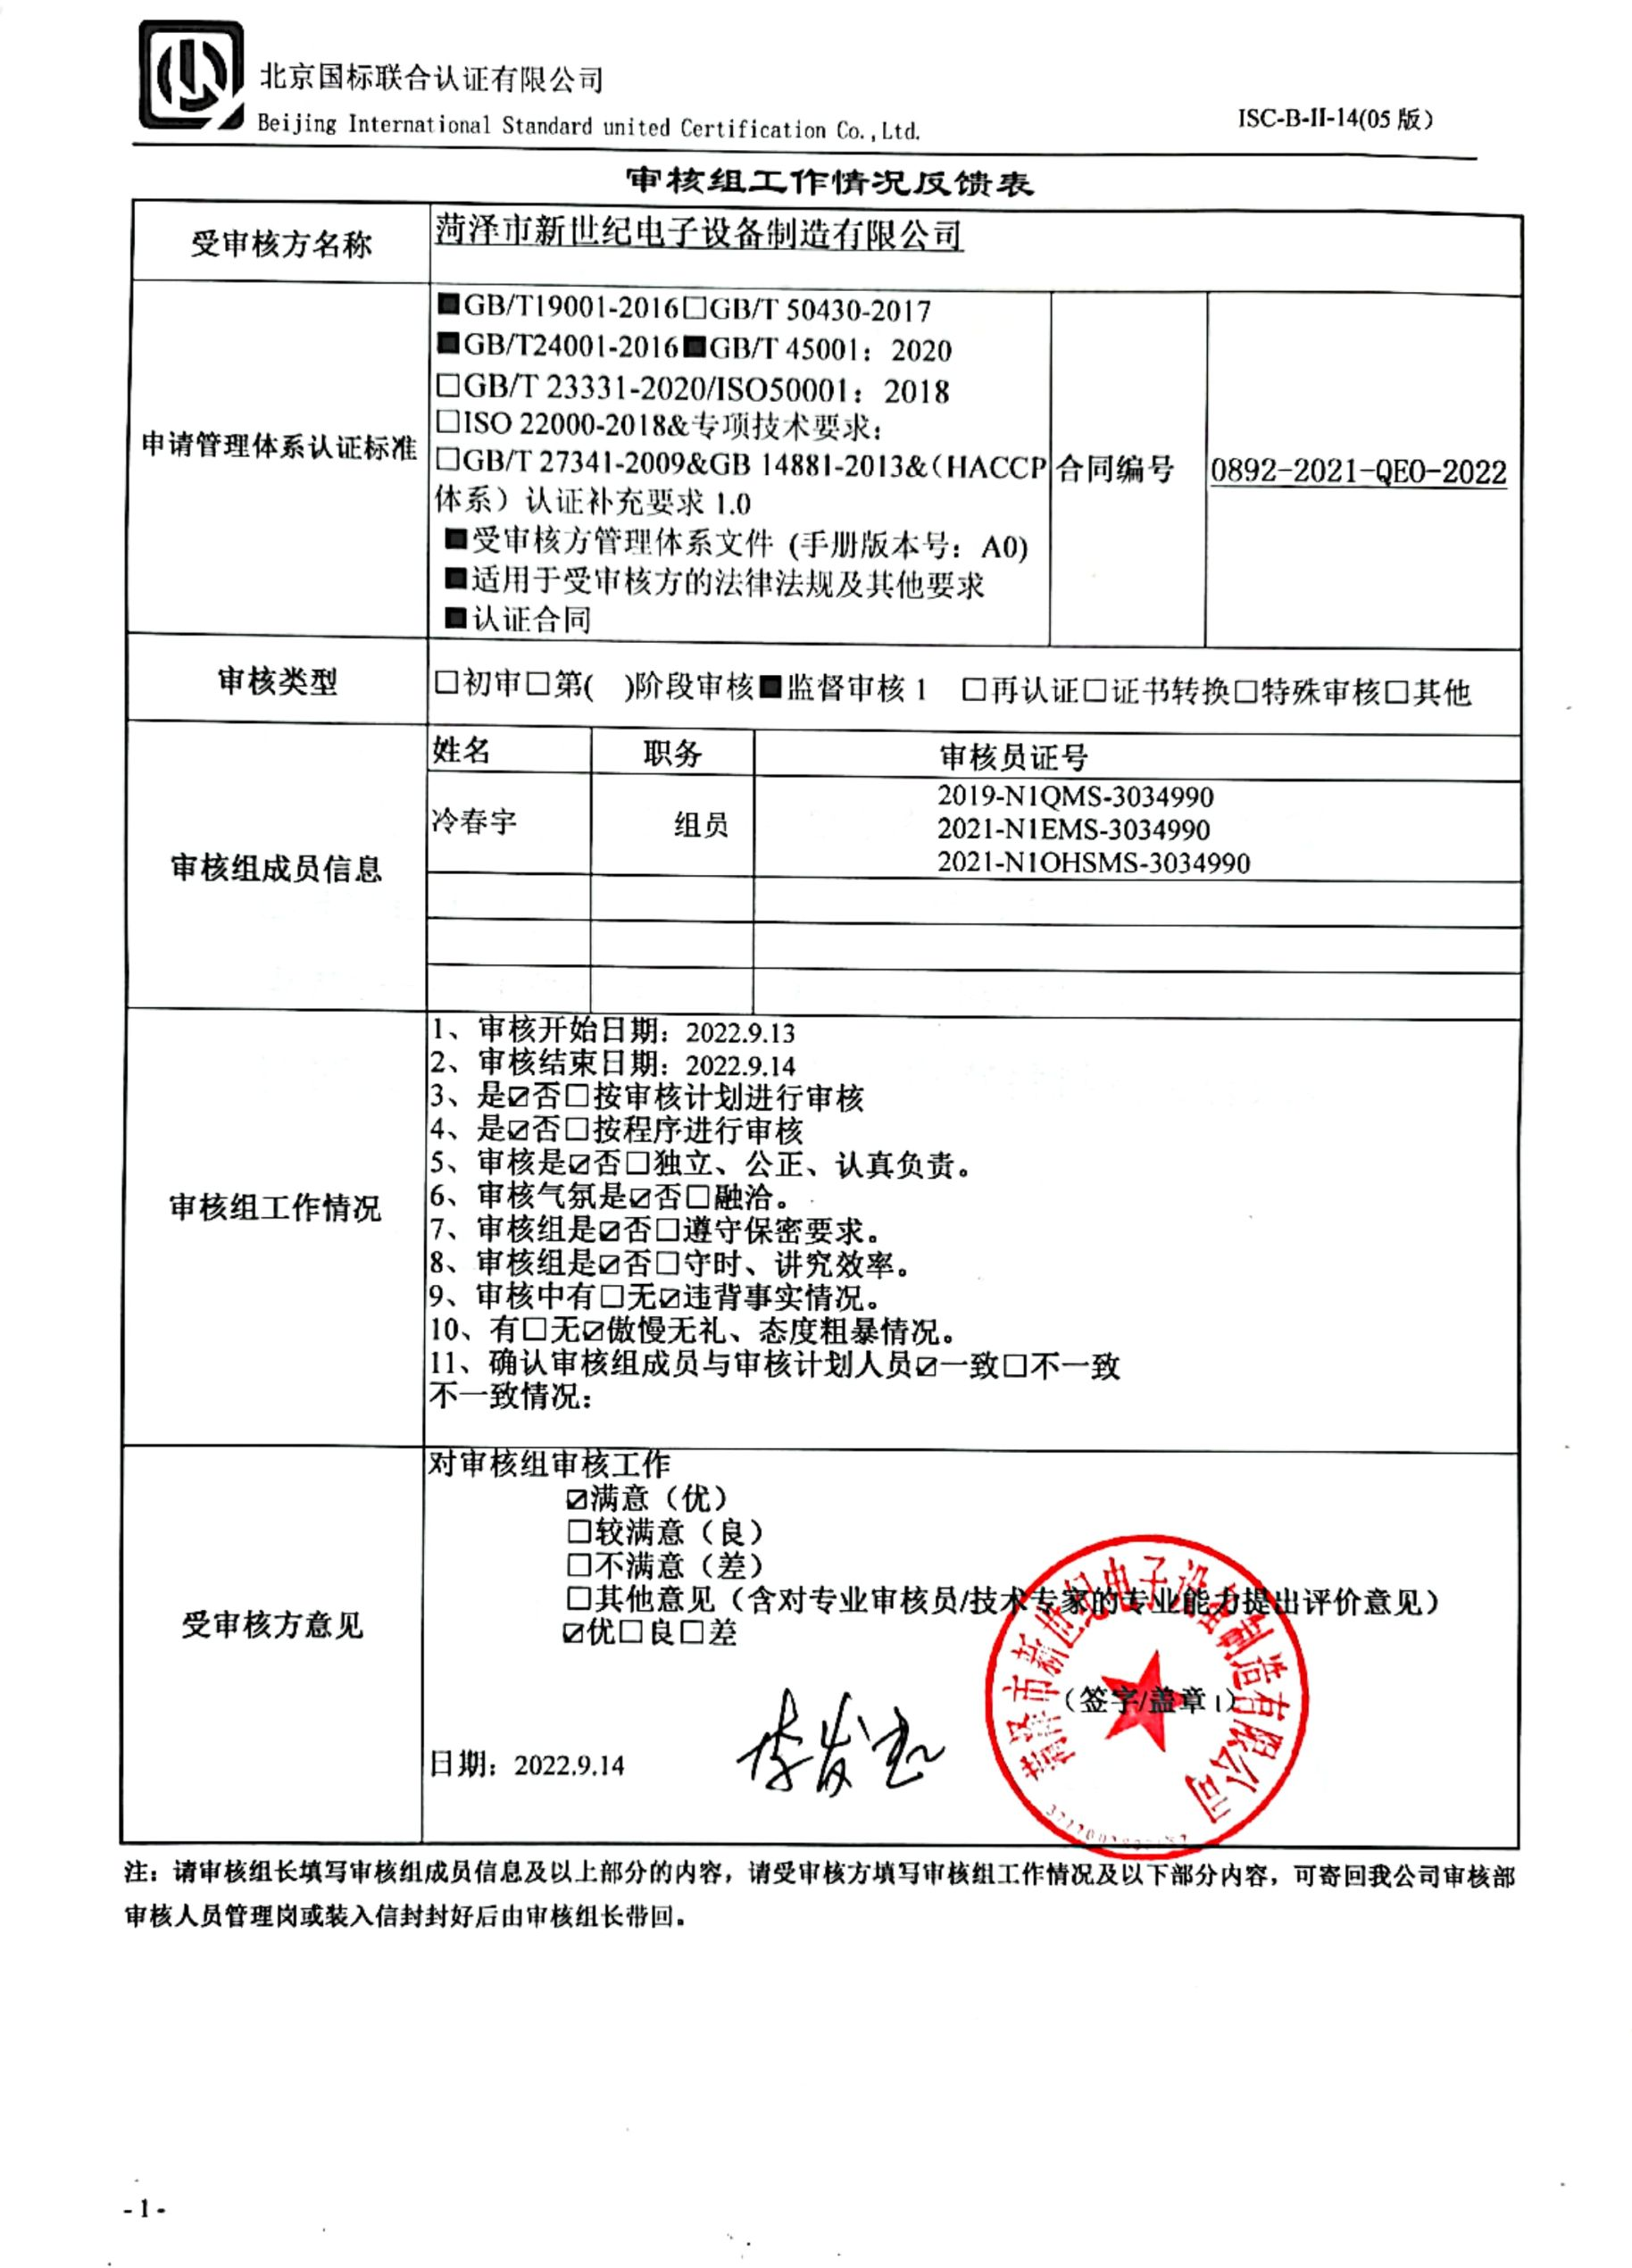 北京国标联合认证有限公司
Beijing International Standard united Certification Co.,Ltd.
ISC-B-II-14(05 版)
审核组工作情况反馈表
受审核方名称
菏泽市新世纪电子设备制造有限公司
申请管理体系认证标准
■GB/T19001-2016□GB/T 50430-2017
■GB/T24001-2016■GB/T 45001：2020
□GB/T 23331-2020/ISO50001：2018
□ISO 22000-2018&专项技术要求：
□GB/T 27341-2009&GB 14881-2013&（HACCP
体系）认证补充要求 1.0
■受审核方管理体系文件 (手册版本号：A0)
■适用于受审核方的法律法规及其他要求
■认证合同
合同编号
0892-2021-QEO-2022
审核类型
□初审□第( )阶段审核■监督审核 1 □再认证□证书转换□特殊审核□其他
审核组成员信息
姓名 职务 审核员证号
冷春宇 组员
2019-N1QMS-3034990
2021-N1EMS-3034990
2021-N1OHSMS-3034990
审核组工作情况
1、审核开始日期：2022.9.13
2、审核结束日期：2022.9.14
3、是☑否□按审核计划进行审核
4、是☑否□按程序进行审核
5、审核是☑否□独立、公正、认真负责。
6、审核气氛是☑否□融洽。
7、审核组是☑否□遵守保密要求。
8、审核组是☑否□守时、讲究效率。
9、审核中有□无☑违背事实情况。
10、有□无☑傲慢无礼、态度粗暴情况。
11、确认审核组成员与审核计划人员☑一致□不一致
不一致情况：
受审核方意见
对审核组审核工作
☑满意（优）
□较满意（良）
□不满意（差）
□其他意见（含对专业审核员/技术专家的专业能力提出评价意见）
☑优□良□差
（签字/盖章）
菏泽市新世纪电子设备制造有限公司
日期：2022.9.14
注：请审核组长填写审核组成员信息及以上部分的内容，请受审核方填写审核组工作情况及以下部分内容，可寄回我公司审核部
审核人员管理岗或装入信封封好后由审核组长带回。
- 1 -